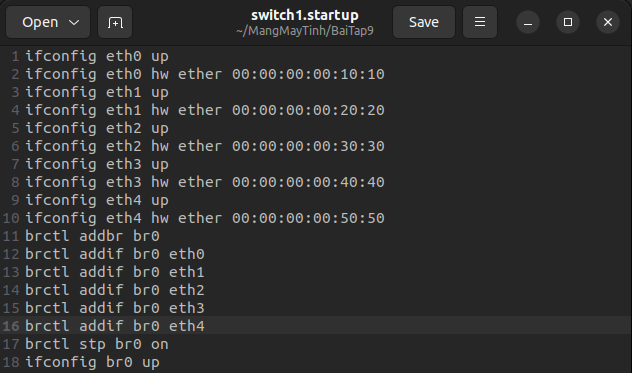 Open
switch1.startup
~/MangMayTinh/BaiTap9
Save
1 ifconfig eth0 up
2 ifconfig eth0 hw ether 00:00:00:00:10:10
3 ifconfig eth1 up
4 ifconfig eth1 hw ether 00:00:00:00:20:20
5 ifconfig eth2 up
6 ifconfig eth2 hw ether 00:00:00:00:30:30
7 ifconfig eth3 up
8 ifconfig eth3 hw ether 00:00:00:00:40:40
9 ifconfig eth4 up
10 ifconfig eth4 hw ether 00:00:00:00:50:50
11 brctl addbr br0
12 brctl addif br0 eth0
13 brctl addif br0 eth1
14 brctl addif br0 eth2
15 brctl addif br0 eth3
16 brctl addif br0 eth4
17 brctl stp br0 on
18 ifconfig br0 up